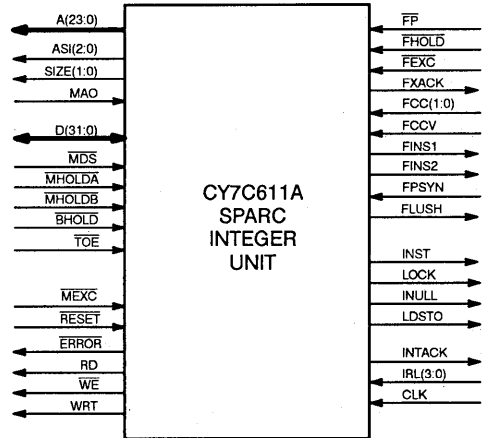 A(23:0)
ASI(2:0)
SIZE(1:0)
MAO
D(31:0)
MDS
MHOLDA
MHOLDB
BHOLD
TOE
MEXC
RESET
ERROR
RD
WE
WRT
CY7C611A
SPARC
INTEGER
UNIT
FP
FHOLD
FEXC
FXACK
FCC(1:0)
FCCV
FINS1
FINS2
FPSYN
FLUSH
INST
LOCK
INULL
LDSTO
INTACK
IRL(3:0)
CLK